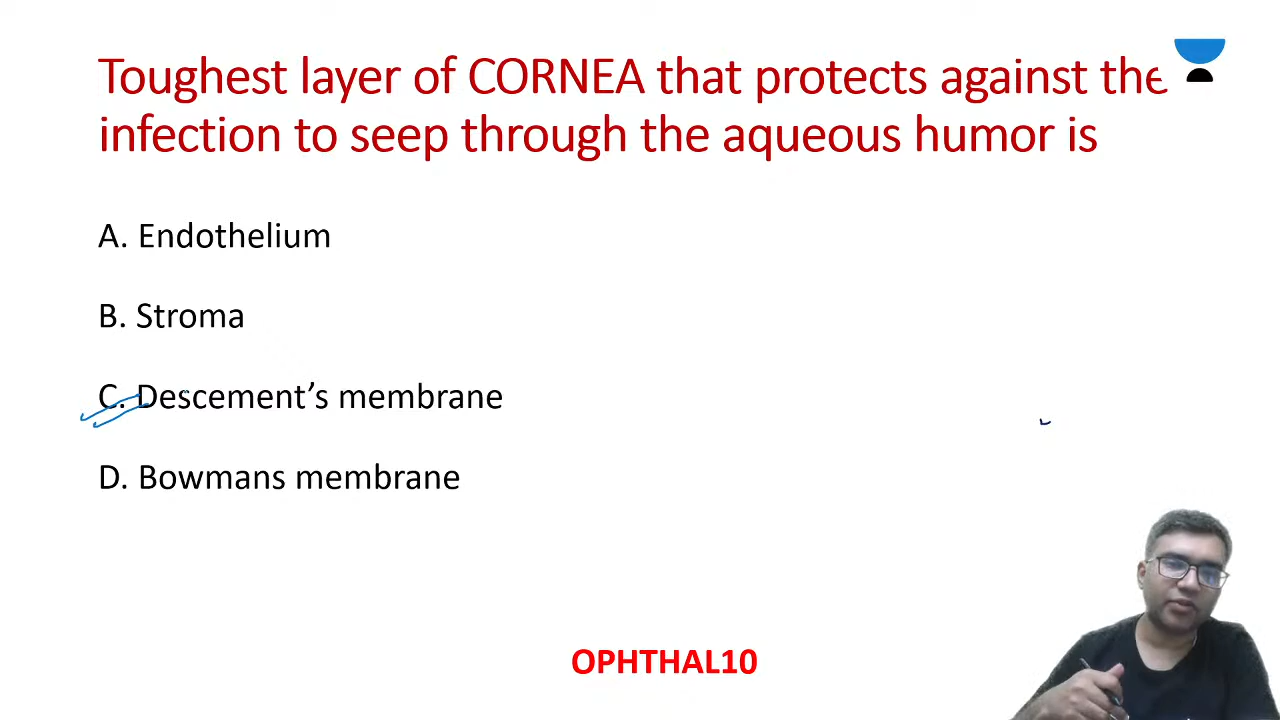 Toughest layer of CORNEA that protects against the
infection to seep through the aqueous humor is
A. Endothelium
B. Stroma
C. Descement’s membrane
D. Bowmans membrane
OPHTHAL10